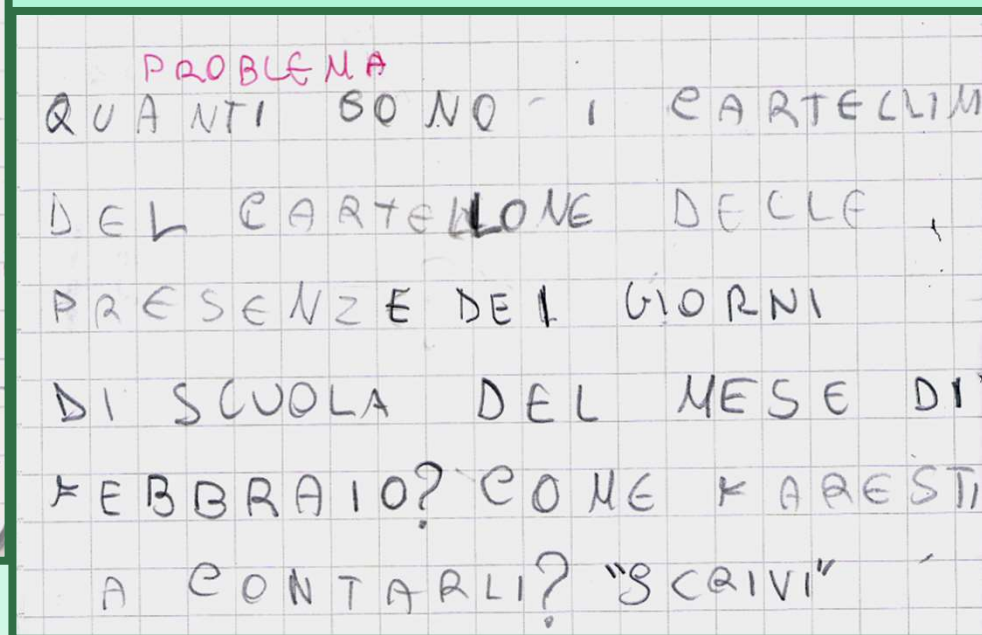 PROBLEMA
QUANTI SONO I CARTELLINI
DEL CARTELLONE DELLE
PRESENZE DEI GIORNI
DI SCUOLA DEL MESE DI
FEBBRAIO? COME FARESTI
A CONTARLI? "SCRIVI"